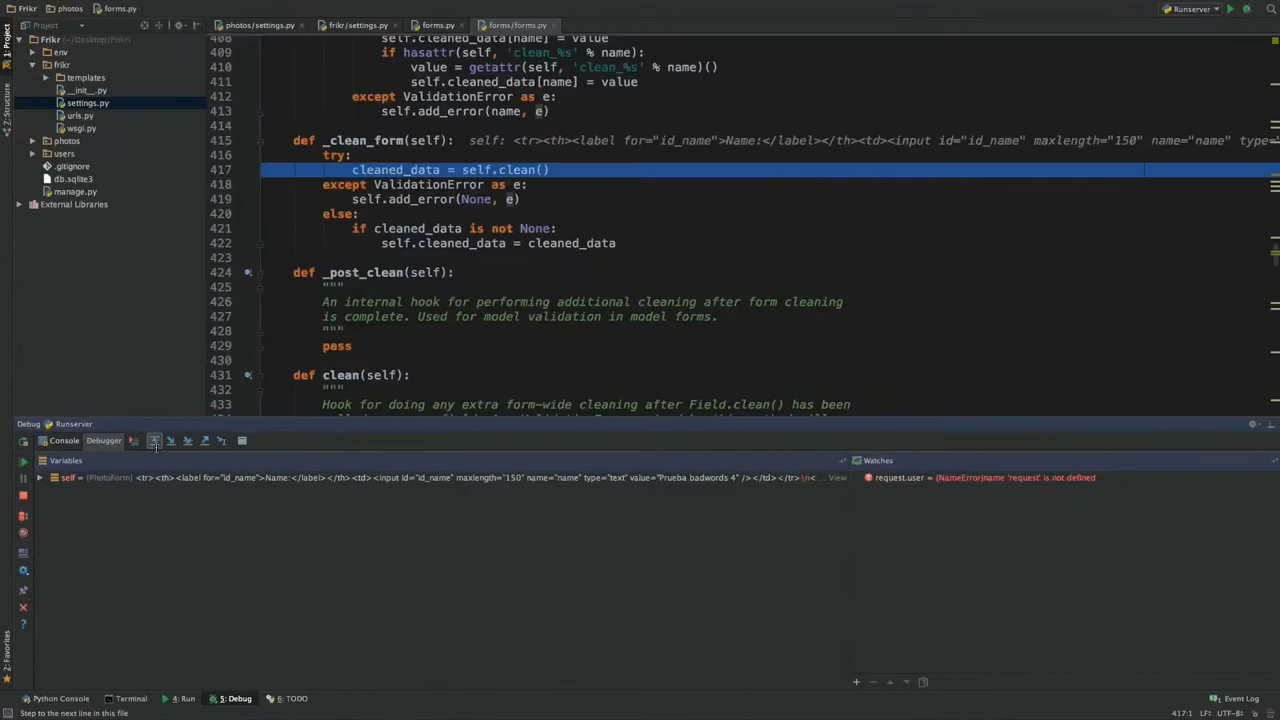 Frikr photos forms.py Runserver
1: Project
7: Structure
2: Favorites
Project
photos/settings.py frikr/settings.py forms.py forms/forms.py
Frikr (~/Desktop/Frikr)
env
frikr
templates
__init__.py
settings.py
urls.py
wsgi.py
photos
users
.gitignore
db.sqlite3
manage.py
External Libraries
408 self.cleaned_data[name] = value
409 if hasattr(self, 'clean_%s' % name):
410 value = getattr(self, 'clean_%s' % name)()
411 self.cleaned_data[name] = value
412 except ValidationError as e:
413 self.add_error(name, e)
414
415 def _clean_form(self): self: <tr><th><label for="id_name">Name:</label></th><td><input id="id_name" maxlength="150" name="name" type=
416 try:
417 cleaned_data = self.clean()
418 except ValidationError as e:
419 self.add_error(None, e)
420 else:
421 if cleaned_data is not None:
422 self.cleaned_data = cleaned_data
423
424 def _post_clean(self):
425 """
426 An internal hook for performing additional cleaning after form cleaning
427 is complete. Used for model validation in model forms.
428 """
429 pass
430
431 def clean(self):
432 """
433 Hook for doing any extra form-wide cleaning after Field.clean() has been
Debug Runserver
Console Debugger
Variables Watches
self = {PhotoForm} <tr><th><label for="id_name">Name:</label></th><td><input id="id_name" maxlength="150" name="name" type="text" value="Prueba badwords 4" /></td></tr>\n<... View
request.user = {NameError}name 'request' is not defined
Python Console Terminal 4: Run 5: Debug 6: TODO Event Log
Step to the next line in this file 417:1 LF÷ UTF-8÷